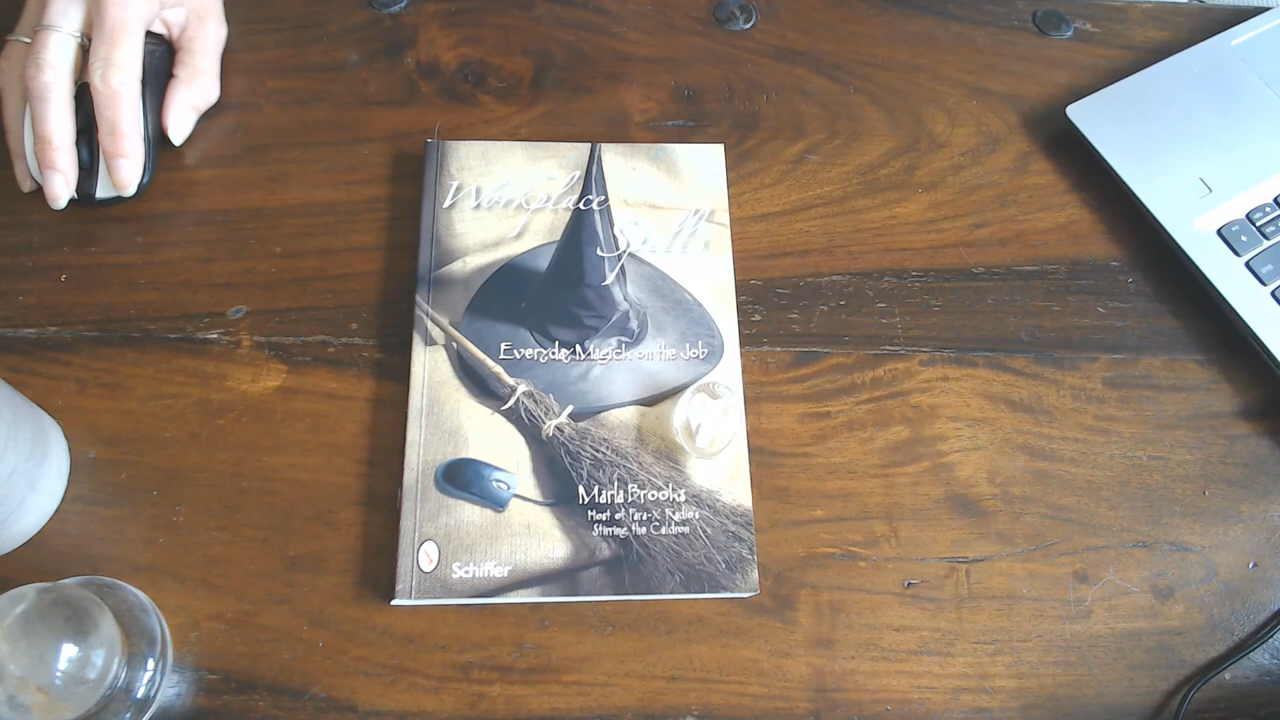 Workplace
Spells
Everyday Magick on the Job
Marla Brooks
Host of Para-X Radio's
Stirring the Caldron
Schiffer